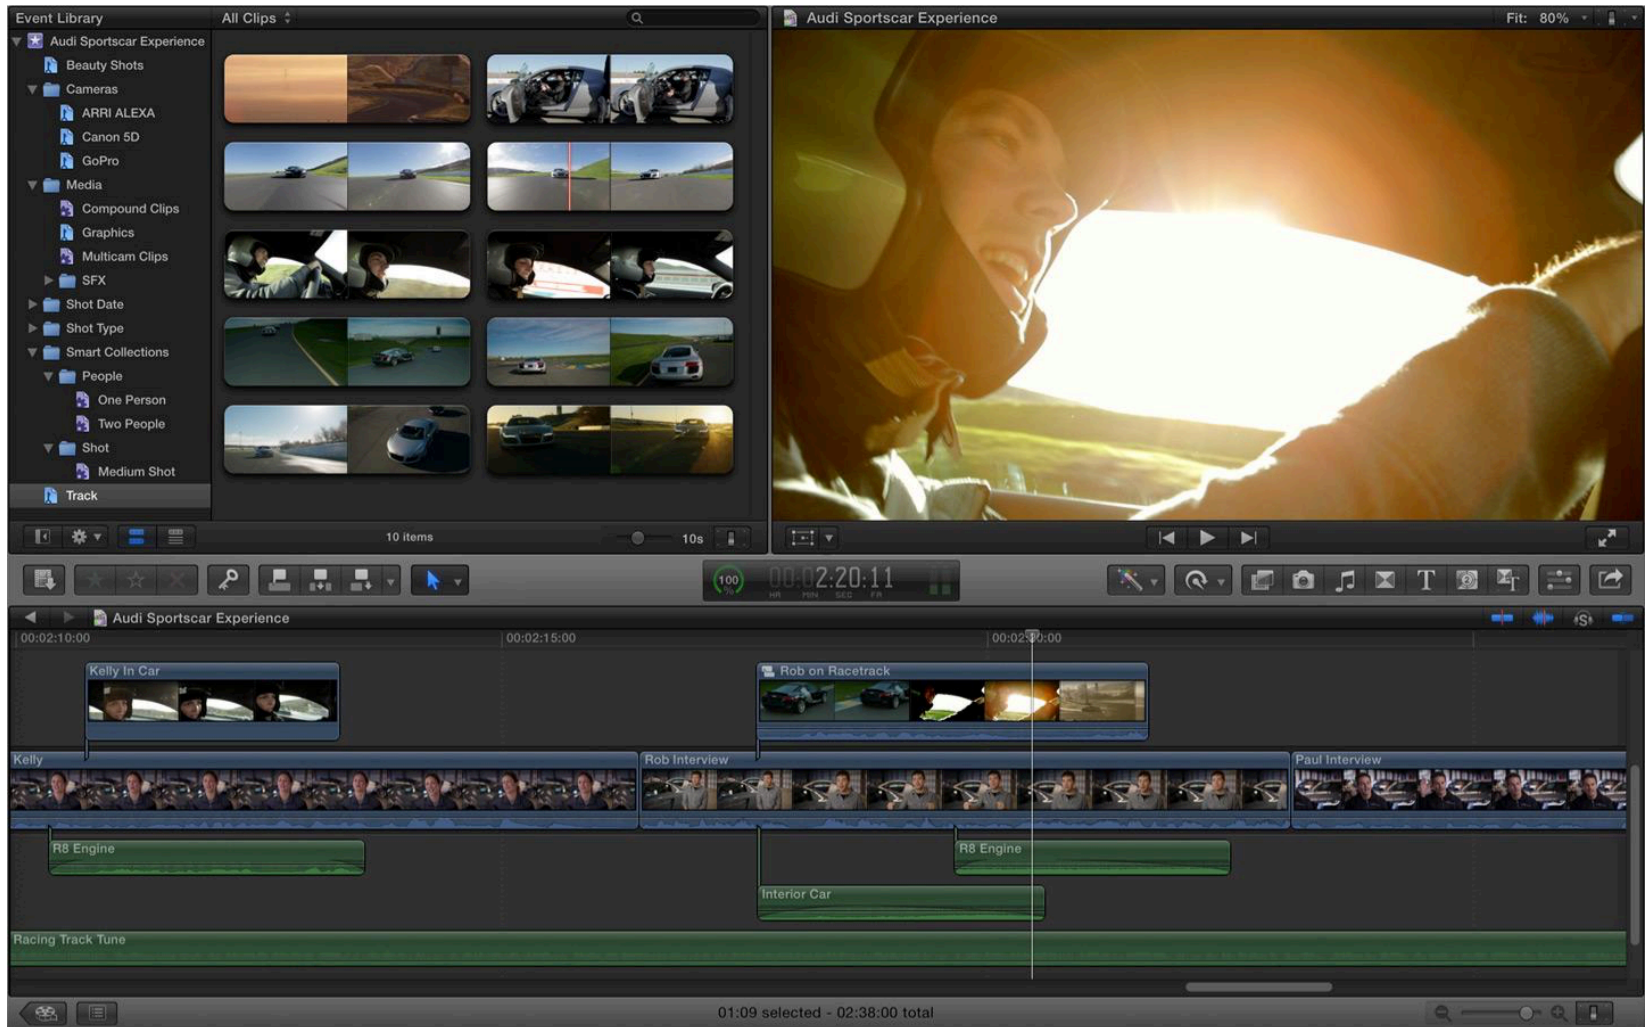 Event Library
All Clips
Audi Sportscar Experience
Fit: 80%
Audi Sportscar Experience
Beauty Shots
Cameras
ARRI ALEXA
Canon 5D
GoPro
Media
Compound Clips
Graphics
Multicam Clips
SFX
Shot Date
Shot Type
Smart Collections
People
One Person
Two People
Shot
Medium Shot
Track
10 items
10s
100
%
00:02:20:11
HR MIN SEC FR
T
Audi Sportscar Experience
S
00:02:10:00
00:02:15:00
Kelly In Car
Rob on Racetrack
Kelly
Rob Interview
Paul Interview
R8 Engine
R8 Engine
Interior Car
Racing Track Tune
01:09 selected - 02:38:00 total